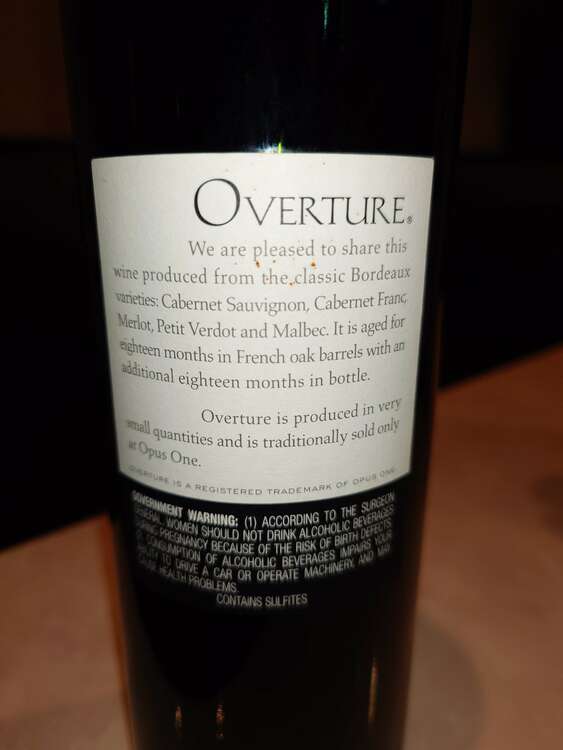 OVERTURE®
We are pleased to share this
wine produced from the classic Bordeaux
varieties: Cabernet Sauvignon, Cabernet Franc,
Merlot, Petit Verdot and Malbec. It is aged for
eighteen months in French oak barrels with an
additional eighteen months in bottle.
Overture is produced in very
small quantities and is traditionally sold only
at Opus One.
OVERTURE IS A REGISTERED TRADEMARK OF OPUS ONE
GOVERNMENT WARNING: (1) ACCORDING TO THE SURGEON
GENERAL, WOMEN SHOULD NOT DRINK ALCOHOLIC BEVERAGES
DURING PREGNANCY BECAUSE OF THE RISK OF BIRTH DEFECTS.
(2) CONSUMPTION OF ALCOHOLIC BEVERAGES IMPAIRS YOUR
ABILITY TO DRIVE A CAR OR OPERATE MACHINERY, AND MAY
CAUSE HEALTH PROBLEMS.
CONTAINS SULFITES